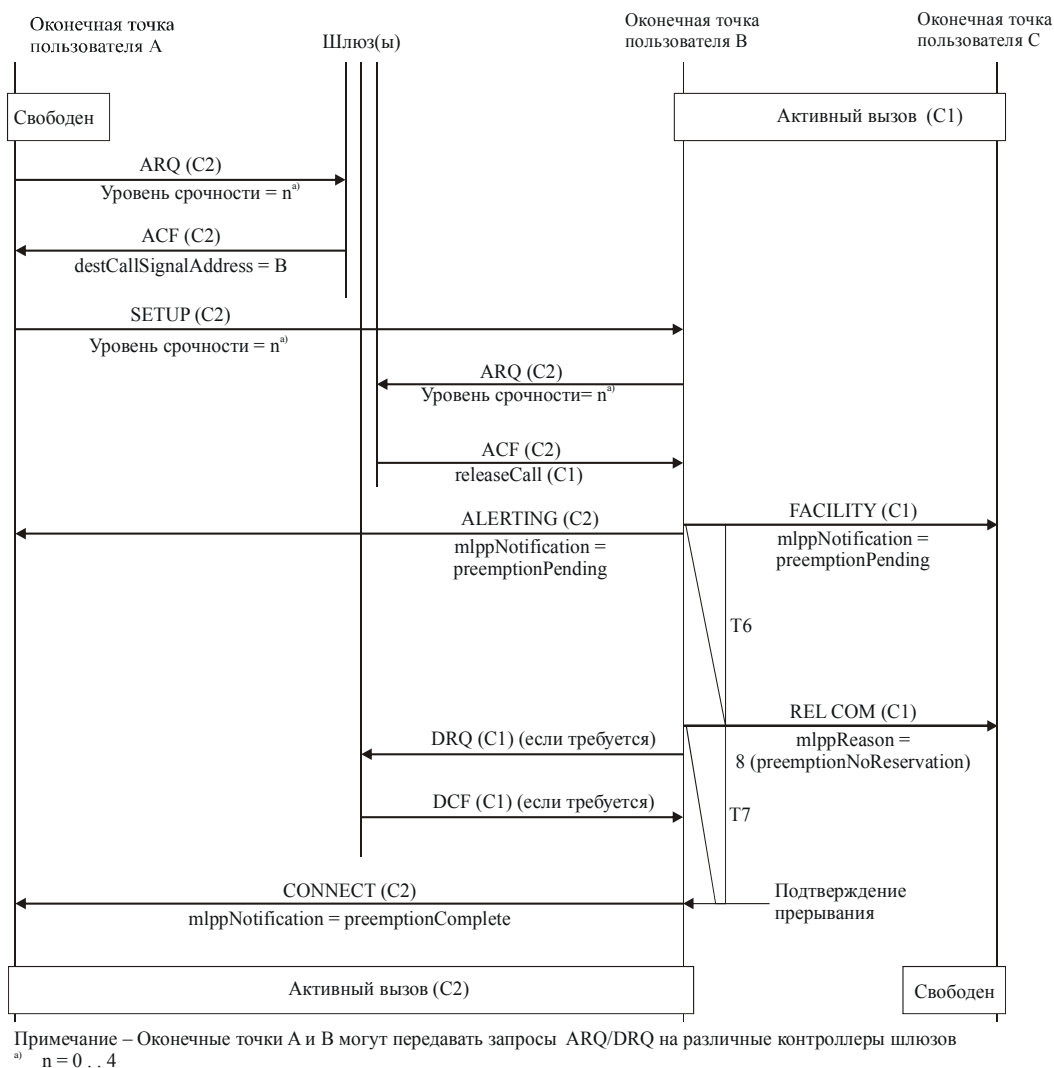 Оконечная точка
пользователя A
Шлюз(ы)
Оконечная точка
пользователя B
Оконечная точка
пользователя C
Свободен
Активный вызов (C1)
ARQ (C2)
Уровень срочности = n a)
ACF (C2)
destCallSignalAddress = B
SETUP (C2)
Уровень срочности = n a)
ARQ (C2)
Уровень срочности= n a)
ACF (C2)
releaseCall (C1)
ALERTING (C2)
mlppNotification =
preemptionPending
FACILITY (C1)
mlppNotification =
preemptionPending
T6
REL COM (C1)
mlppReason =
8 (preemptionNoReservation)
DRQ (C1) (если требуется)
DCF (C1) (если требуется)
T7
CONNECT (C2)
mlppNotification = preemptionComplete
Подтверждение
прерывания
Активный вызов (C2)
Свободен
Примечание – Оконечные точки A и B могут передавать запросы ARQ/DRQ на различные контроллеры шлюзов
a) n = 0 . . 4